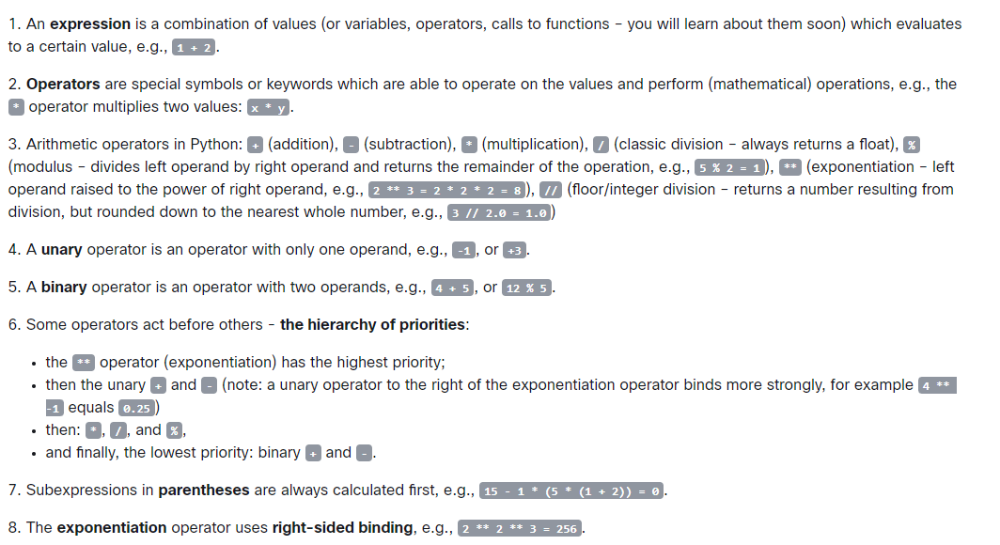 1. An expression is a combination of values (or variables, operators, calls to functions – you will learn about them soon) which evaluates
to a certain value, e.g., 1 + 2.
2. Operators are special symbols or keywords which are able to operate on the values and perform (mathematical) operations, e.g., the
* operator multiplies two values: x * y.
3. Arithmetic operators in Python: + (addition), - (subtraction), * (multiplication), / (classic division – always returns a float), %
(modulus – divides left operand by right operand and returns the remainder of the operation, e.g., 5 % 2 = 1), ** (exponentiation – left
operand raised to the power of right operand, e.g., 2 ** 3 = 2 * 2 * 2 = 8), // (floor/integer division – returns a number resulting from
division, but rounded down to the nearest whole number, e.g., 3 // 2.0 = 1.0)
4. A unary operator is an operator with only one operand, e.g., -1, or +3.
5. A binary operator is an operator with two operands, e.g., 4 + 5, or 12 % 5.
6. Some operators act before others – the hierarchy of priorities:
• the ** operator (exponentiation) has the highest priority;
• then the unary + and - (note: a unary operator to the right of the exponentiation operator binds more strongly, for example 4 **
-1 equals 0.25)
• then: *, /, and %,
• and finally, the lowest priority: binary + and -.
7. Subexpressions in parentheses are always calculated first, e.g., 15 - 1 * (5 * (1 + 2)) = 0.
8. The exponentiation operator uses right-sided binding, e.g., 2 ** 2 ** 3 = 256.